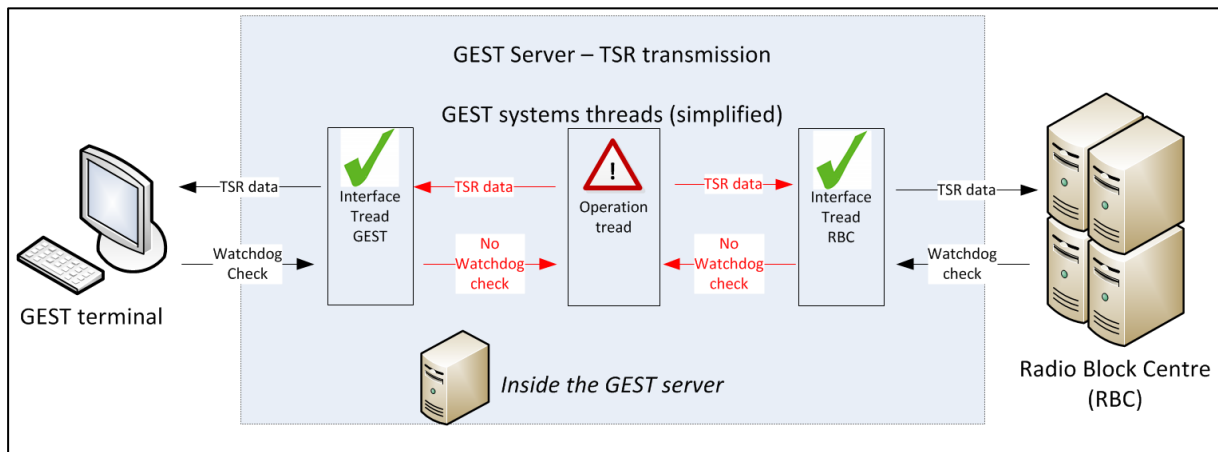 GEST Server – TSR transmission
GEST systems threads (simplified)
TSR data
Watchdog
Check
GEST terminal
Interface
Tread
GEST
TSR data
No
Watchdog
check
!
Operation
tread
TSR data
No
Watchdog
check
Interface
Tread
RBC
TSR data
Watchdog
check
Radio Block Centre
(RBC)
Inside the GEST server